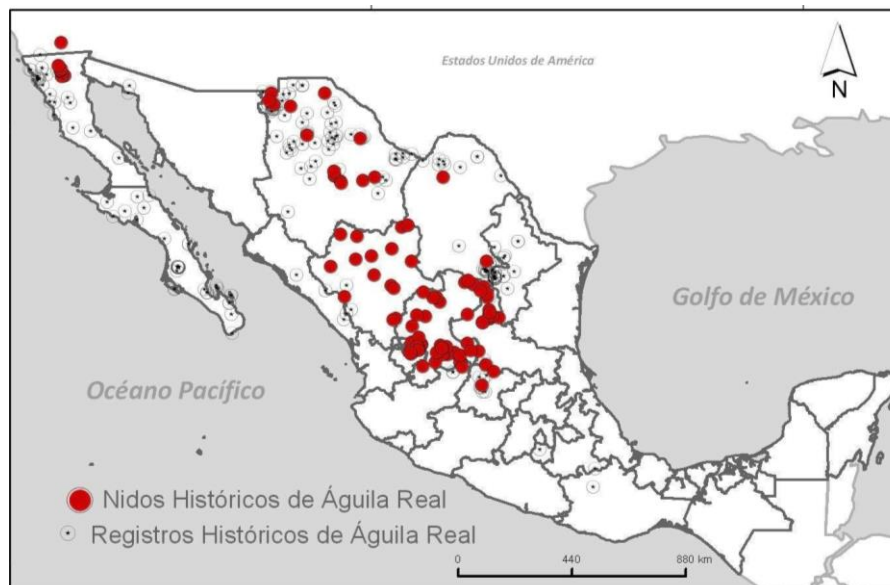 Estados Unidos de América
N
Golfo de México
Océano Pacífico
Nidos Históricos de Águila Real
Registros Históricos de Águila Real
0 440 880 km